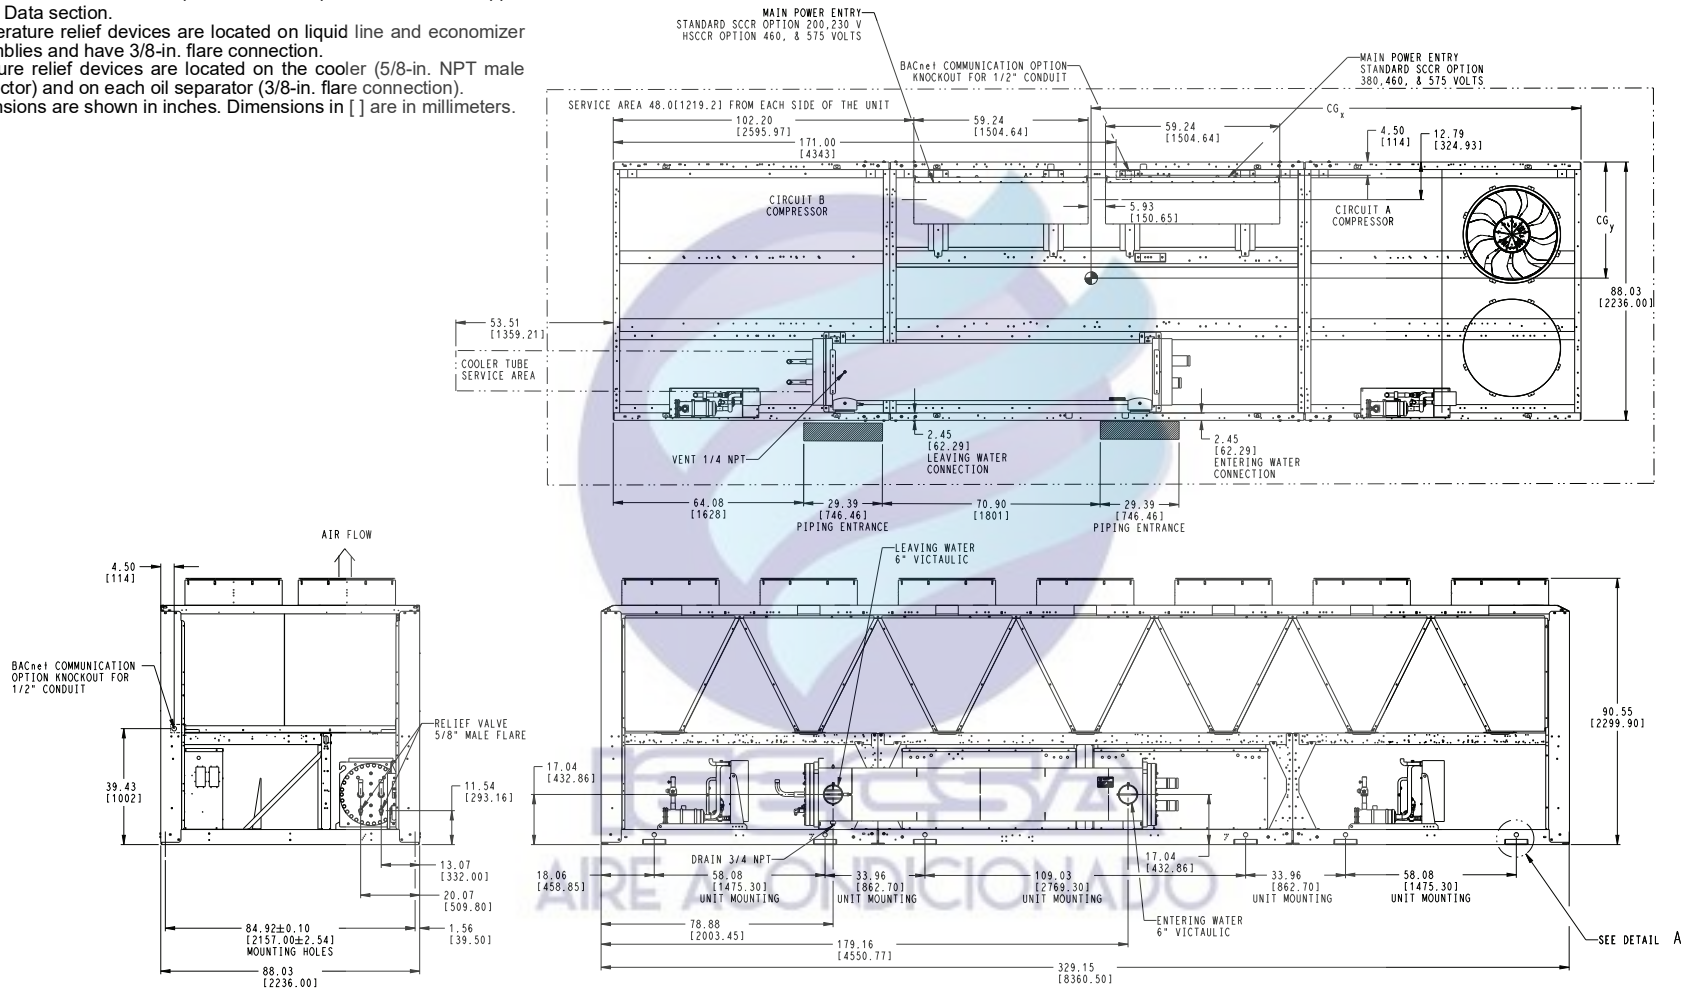 Data section.
erature relief devices are located on liquid line and economizer
mblies and have 3/8-in. flare connection.
ure relief devices are located on the cooler (5/8-in. NPT male
ctor) and on each oil separator (3/8-in. flare connection).
nsions are shown in inches. Dimensions in [ ] are in millimeters.
MAIN POWER ENTRY
STANDARD SCCR OPTION 200,230 V
HSCCR OPTION 460, & 575 VOLTS
BACnet COMMUNICATION OPTION
KNOCKOUT FOR 1/2" CONDUIT
MAIN POWER ENTRY
STANDARD SCCR OPTION
380,460, & 575 VOLTS
SERVICE AREA 48.0[1219.2] FROM EACH SIDE OF THE UNIT
CGx
102.20
[2595.97]
59.24
[1504.64]
59.24
[1504.64]
4.50
[114]
12.79
[324.93]
171.00
[4343]
CIRCUIT B
COMPRESSOR
5.93
[150.65]
CIRCUIT A
COMPRESSOR
CGy
88.03
[2236.00]
53.51
[1359.21]
COOLER TUBE
SERVICE AREA
VENT 1/4 NPT
2.45
[62.29]
LEAVING WATER
CONNECTION
2.45
[62.29]
ENTERING WATER
CONNECTION
64.08
[1628]
29.39
[746.46]
PIPING ENTRANCE
70.90
[1801]
29.39
[746.46]
PIPING ENTRANCE
AIR FLOW
4.50
[114]
LEAVING WATER
6" VICTAULIC
BACnet COMMUNICATION
OPTION KNOCKOUT FOR
1/2" CONDUIT
RELIEF VALVE
5/8" MALE FLARE
90.55
[2299.90]
39.43
[1002]
11.54
[293.16]
17.04
[432.86]
DRAIN 3/4 NPT
17.04
[432.86]
13.07
[332.00]
20.07
[509.80]
84.92±0.10
[2157.00±2.54]
MOUNTING HOLES
1.56
[39.50]
88.03
[2236.00]
18.06
[458.85]
58.08
[1475.30]
UNIT MOUNTING
33.96
[862.70]
UNIT MOUNTING
109.03
[2769.30]
UNIT MOUNTING
33.96
[862.70]
UNIT MOUNTING
58.08
[1475.30]
UNIT MOUNTING
78.88
[2003.45]
179.16
[4550.77]
ENTERING WATER
6" VICTAULIC
329.15
[8360.50]
SEE DETAIL A
AIRE ACONDICIONADO